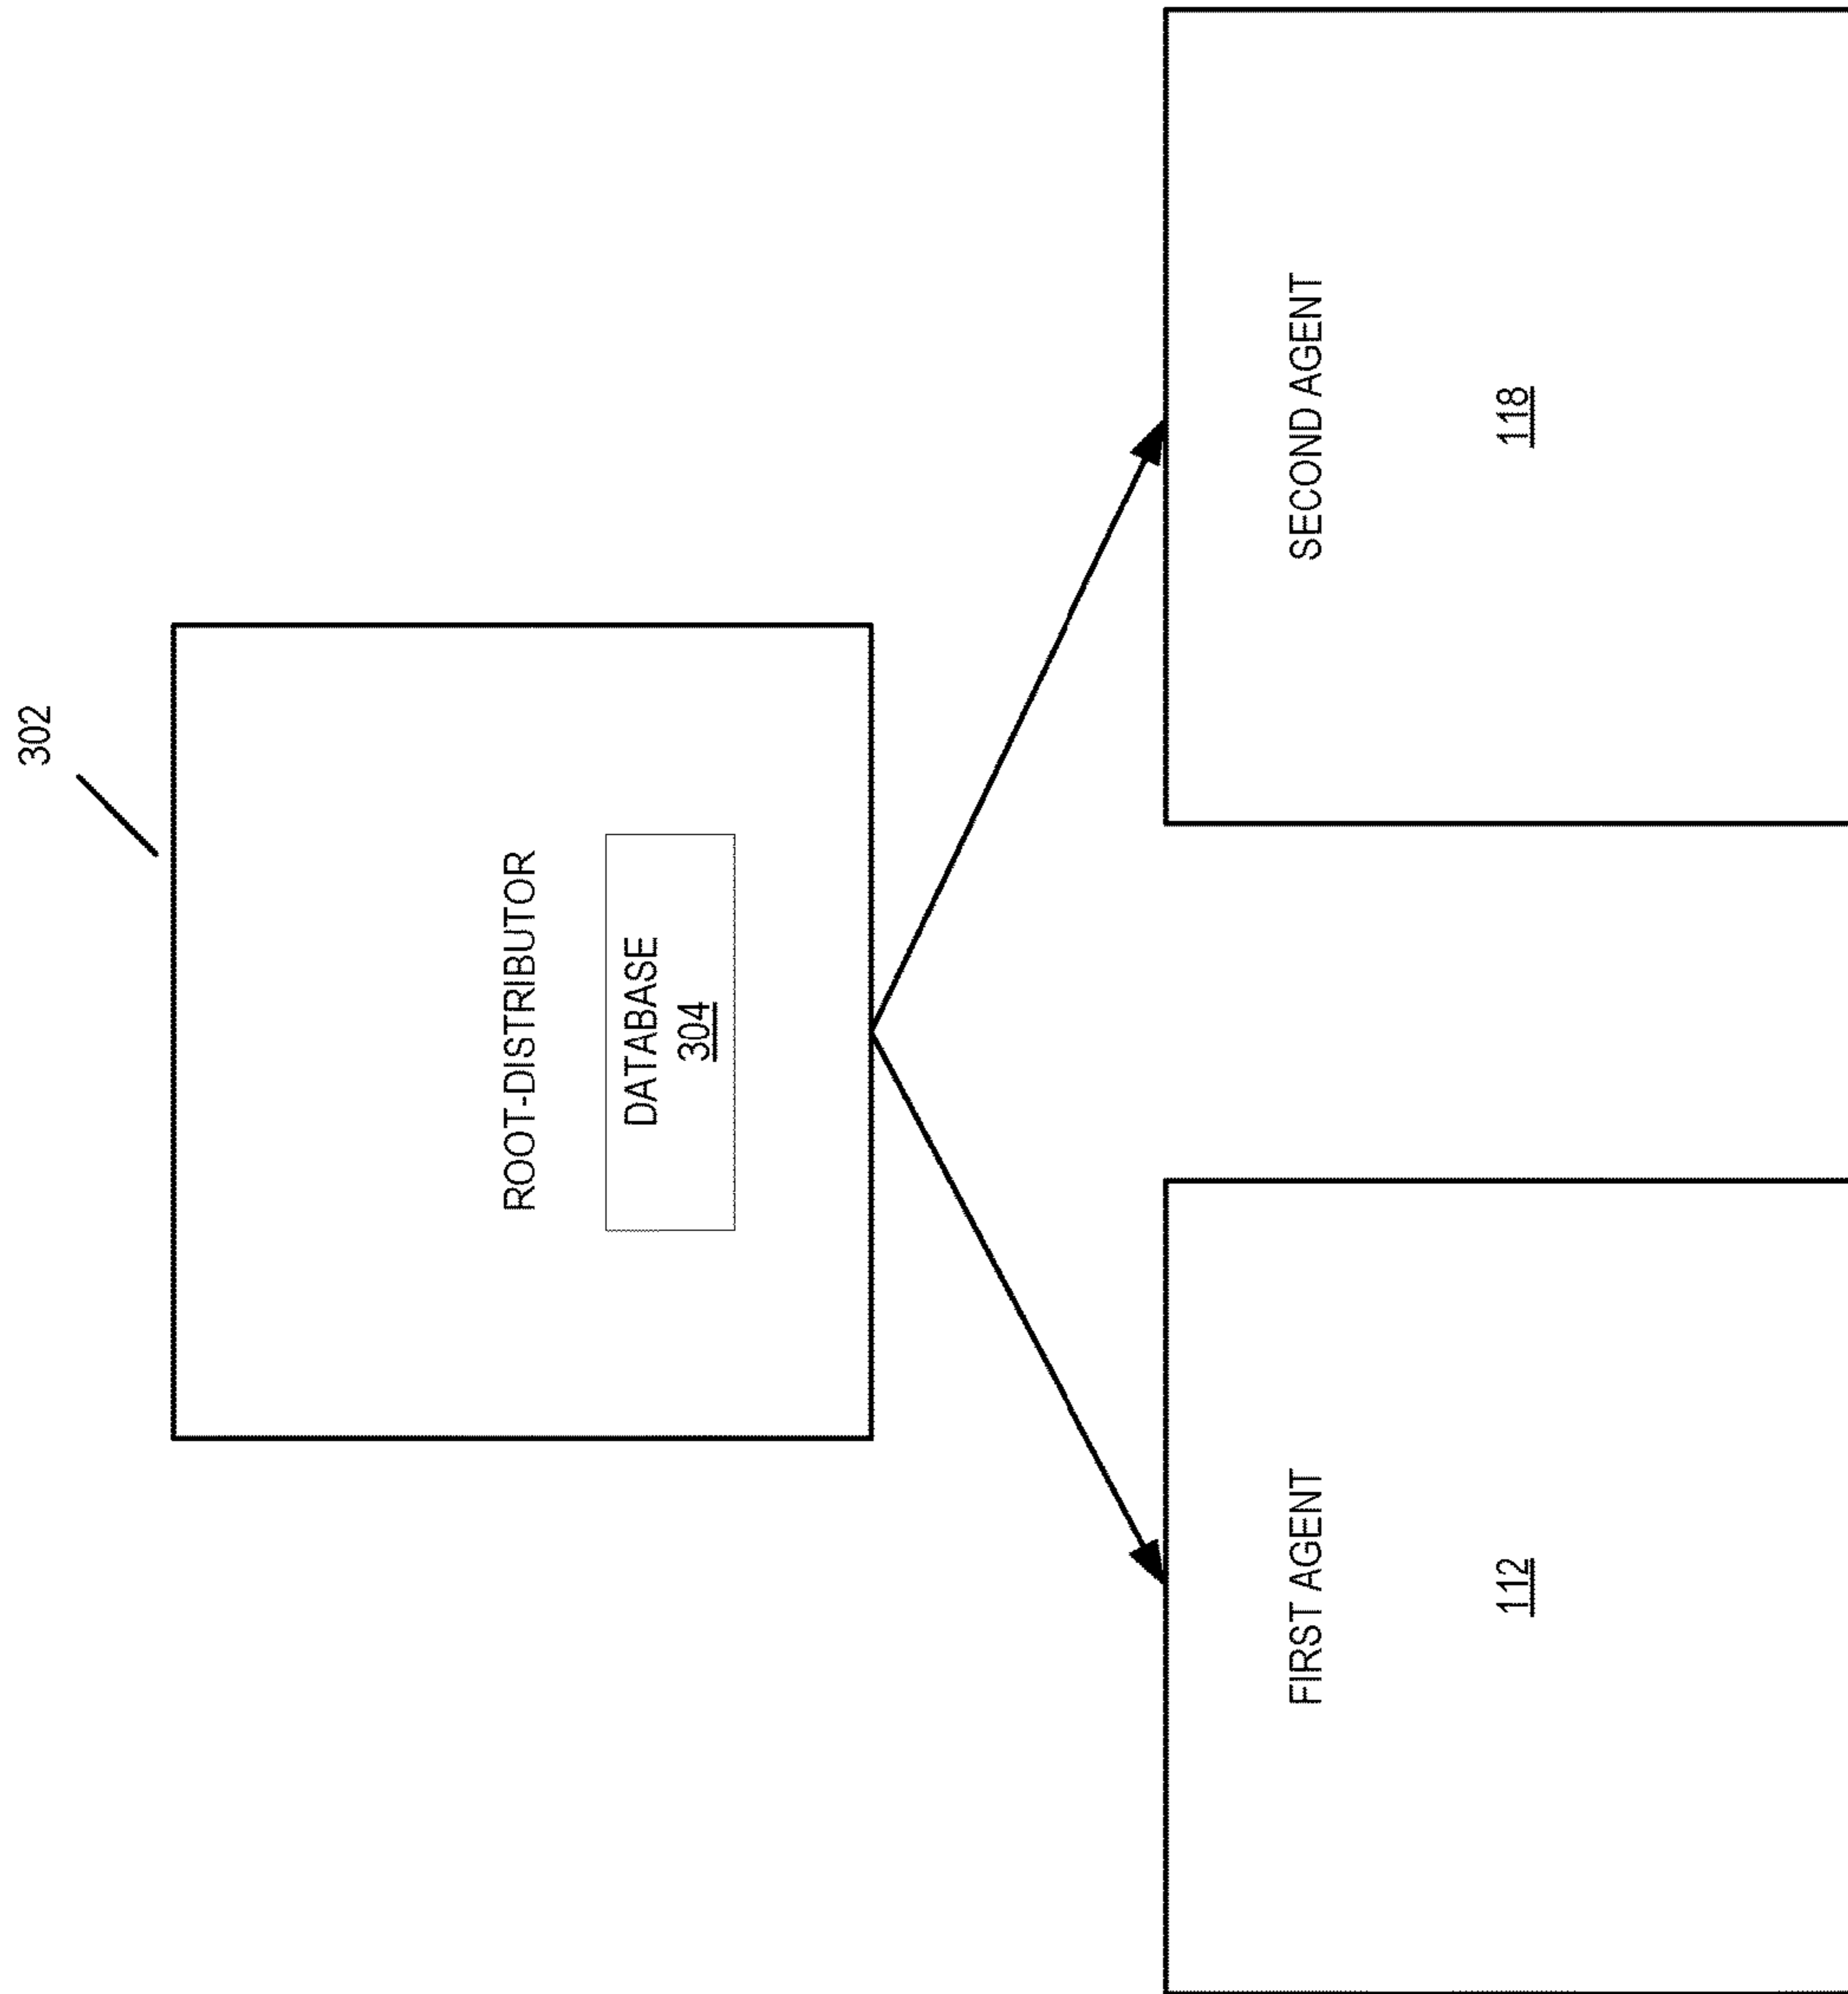 302
ROOT-DISTRIBUTOR
DATABASE
304
FIRST AGENT
112
SECOND AGENT
118